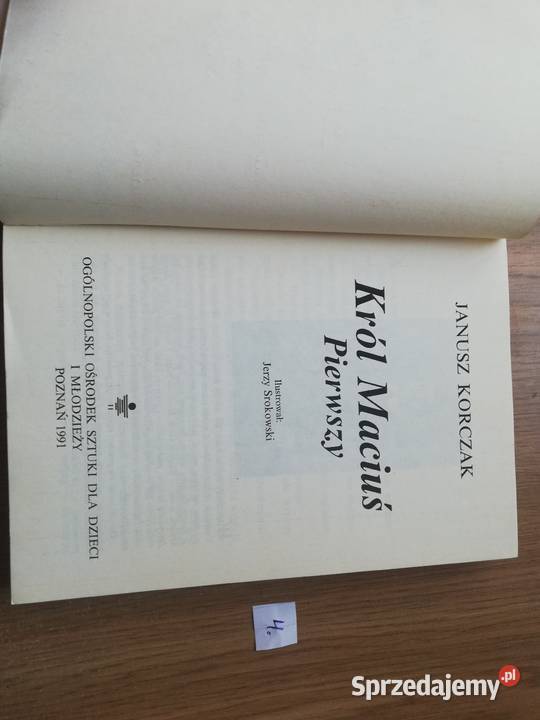 JANUSZ KORCZAK
Król Maciuś
Pierwszy
Ilustrował:
Jerzy Srokowski
OGÓLNOPOLSKI OŚRODEK SZTUKI DLA DZIECI
I MŁODZIEŻY
POZNAŃ 1991
4.
Sprzedajemy.pl